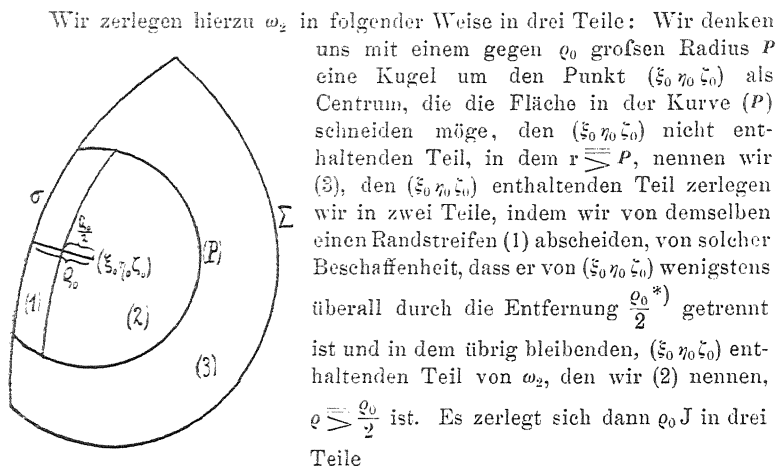 Wir zerlegen hierzu ω₂ in folgender Weise in drei Teile: Wir denken
uns mit einem gegen ϱ₀ grofsen Radius P
eine Kugel um den Punkt (ξ₀ η₀ ζ₀) als
Centrum, die die Fläche in der Kurve (P)
schneiden möge, den (ξ₀ η₀ ζ₀) nicht ent-
haltenden Teil, in dem r ⋝ P, nennen wir
(3), den (ξ₀ η₀ ζ₀) enthaltenden Teil zerlegen
wir in zwei Teile, indem wir von demselben
einen Randstreifen (1) abscheiden, von solcher
Beschaffenheit, dass er von (ξ₀ η₀ ζ₀) wenigstens
überall durch die Entfernung ϱ₀/2 *) getrennt
ist und in dem übrig bleibenden, (ξ₀ η₀ ζ₀) ent-
haltenden Teil von ω₂, den wir (2) nennen,
ϱ ⋝ ϱ₀/2 ist. Es zerlegt sich dann ϱ₀ J in drei
Teile
σ
Σ
ϱ₀/2
(P)
(ξ₀ η₀ ζ₀)
ϱ₀
(1)
(2)
(3)